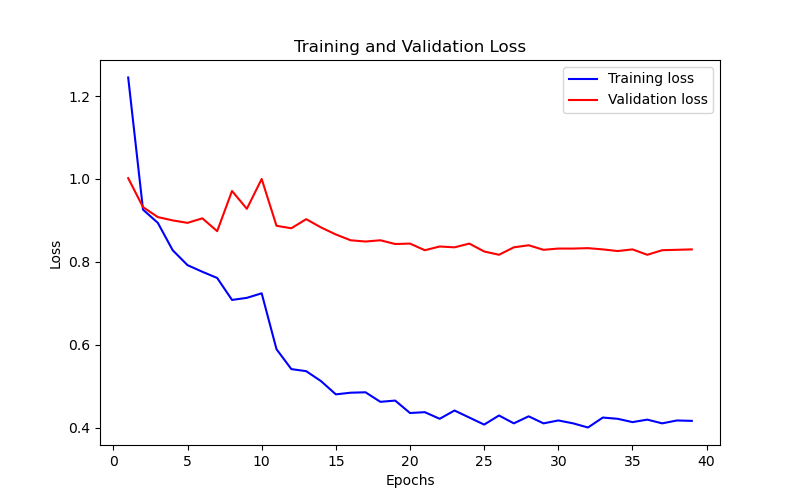 Training and Validation Loss
Training loss
Validation loss
1.2
1.0
0.8
0.6
0.4
Loss
0
5
10
15
20
25
30
35
40
Epochs